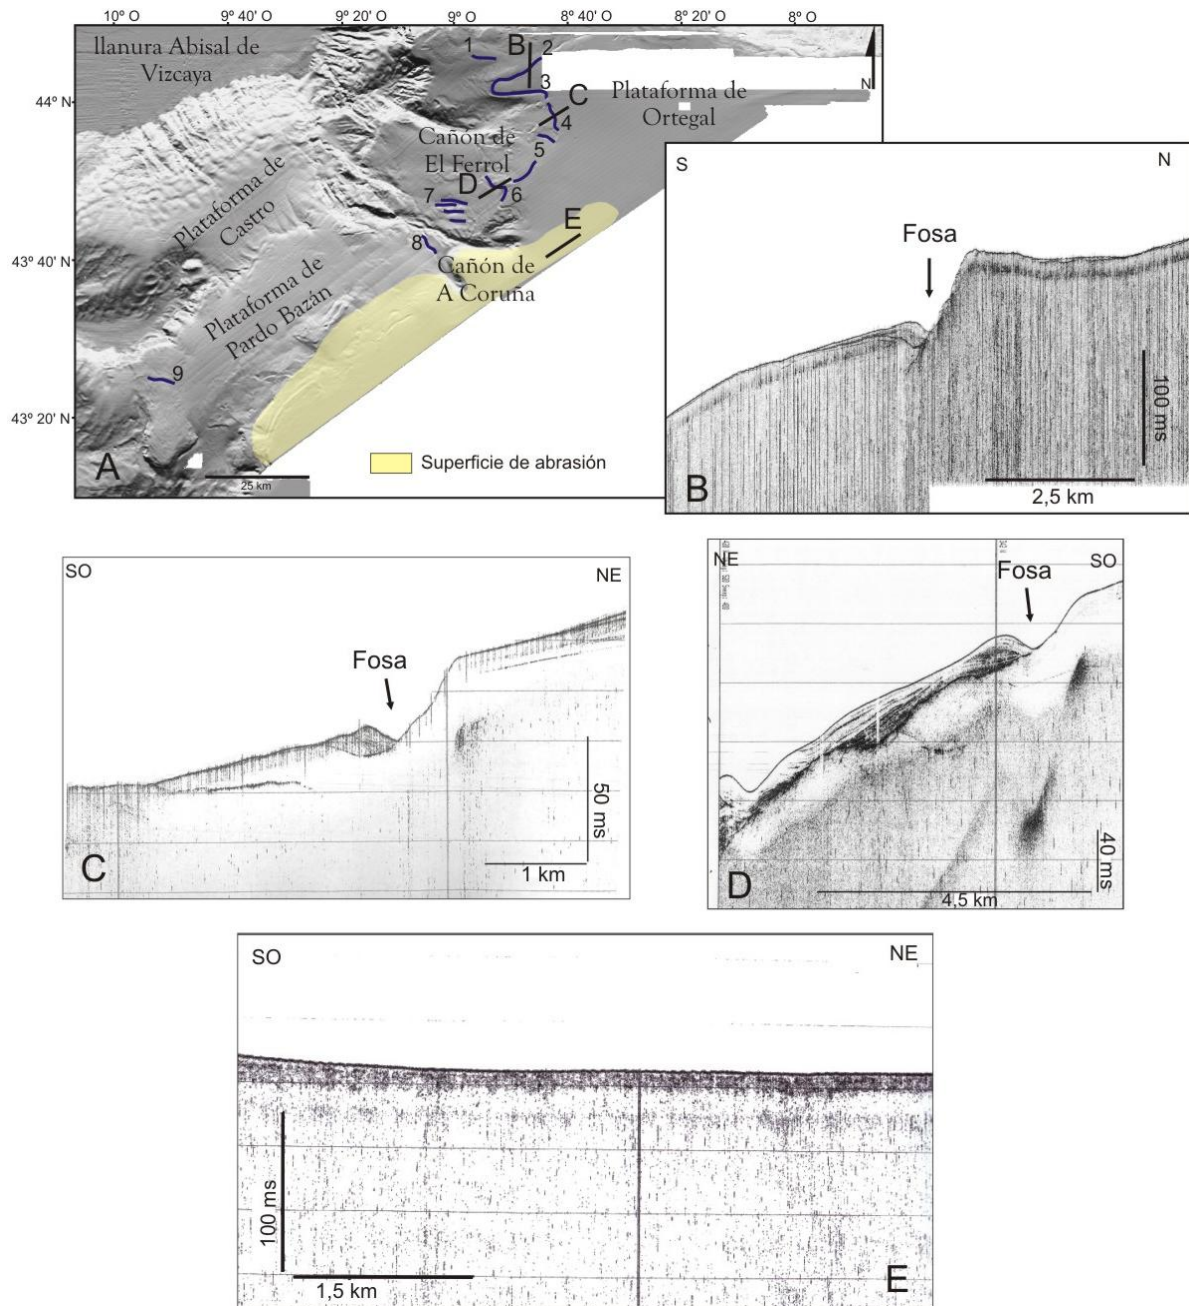 10º O
9º 40' O
9º 20' O
9º O
8º 40' O
8º 20' O
8º O
llanura Abisal de
Vizcaya
1
B
2
3
44º N
Plataforma de
Ortegal
C
4
Cañón de
El Ferrol
5
D
6
7
E
8
Plataforma de
Castro
43º 40' N
Cañón de
A Coruña
Plataforma de
Pardo Bazán
9
43º 20' N
A
25 km
Superficie de abrasión
N
S
N
Fosa
100 ms
2,5 km
B
SO
NE
Fosa
50 ms
1 km
C
NE
SO
Fosa
40 ms
4,5 km
D
SO
NE
100 ms
1,5 km
E